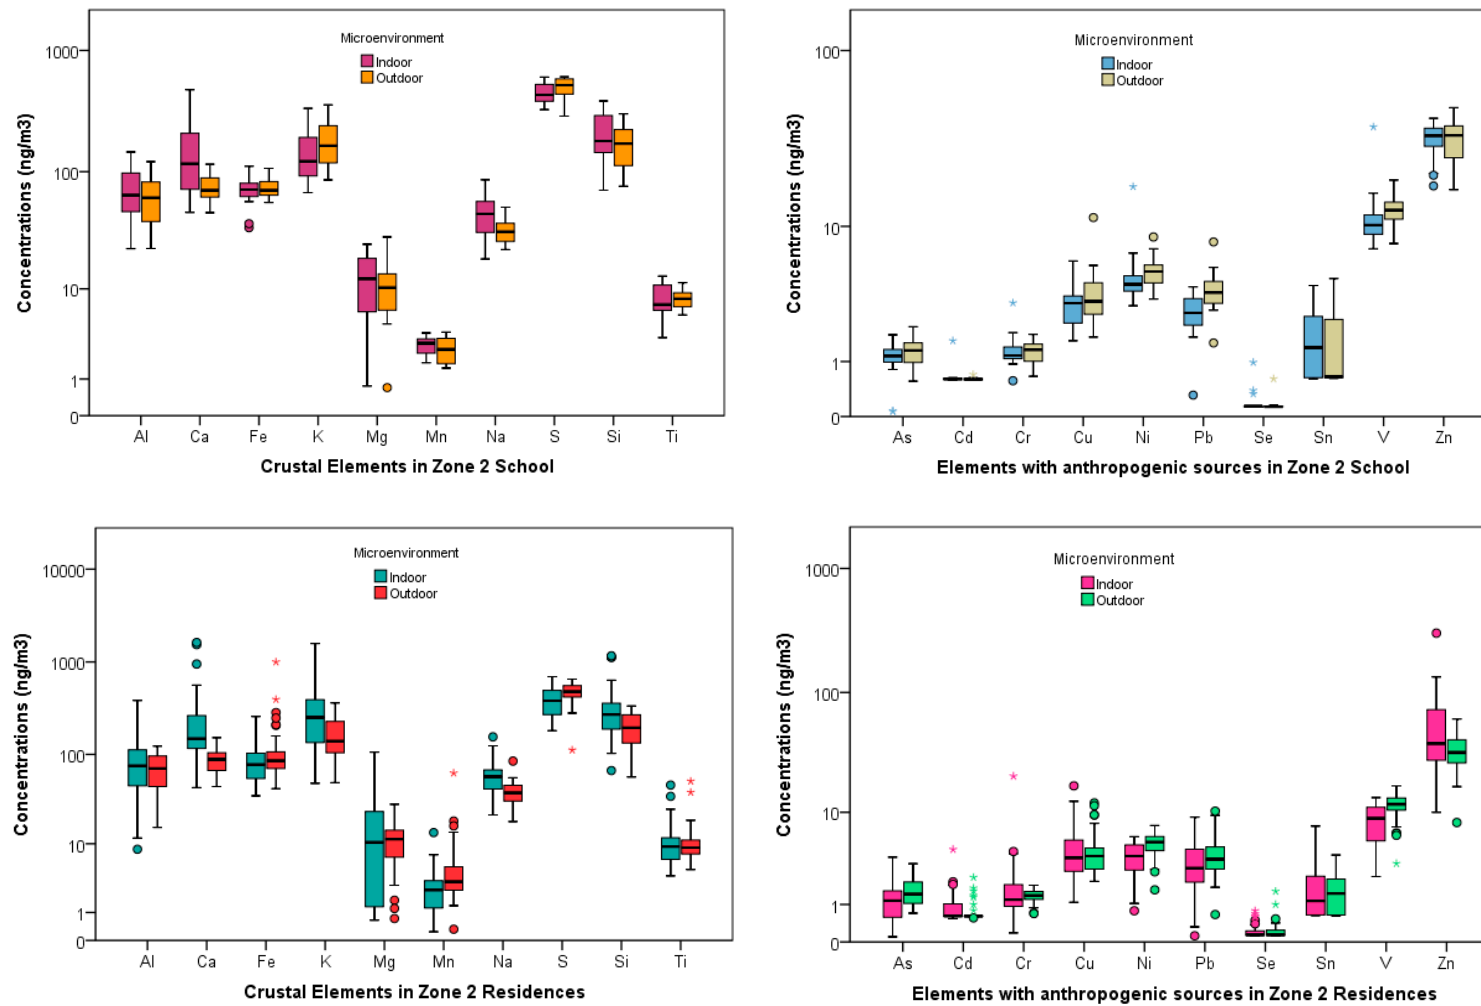 Microenvironment
Indoor
Outdoor
Concentrations (ng/m3)
1000
100
10
1
0
Al Ca Fe K Mg Mn Na S Si Ti
Crustal Elements in Zone 2 School
Microenvironment
Indoor
Outdoor
Concentrations (ng/m3)
100
10
1
0
As Cd Cr Cu Ni Pb Se Sn V Zn
Elements with anthropogenic sources in Zone 2 School
Microenvironment
Indoor
Outdoor
Concentrations (ng/m3)
10000
1000
100
10
1
0
Al Ca Fe K Mg Mn Na S Si Ti
Crustal Elements in Zone 2 Residences
Microenvironment
Indoor
Outdoor
Concentrations (ng/m3)
1000
100
10
1
0
As Cd Cr Cu Ni Pb Se Sn V Zn
Elements with anthropogenic sources in Zone 2 Residences